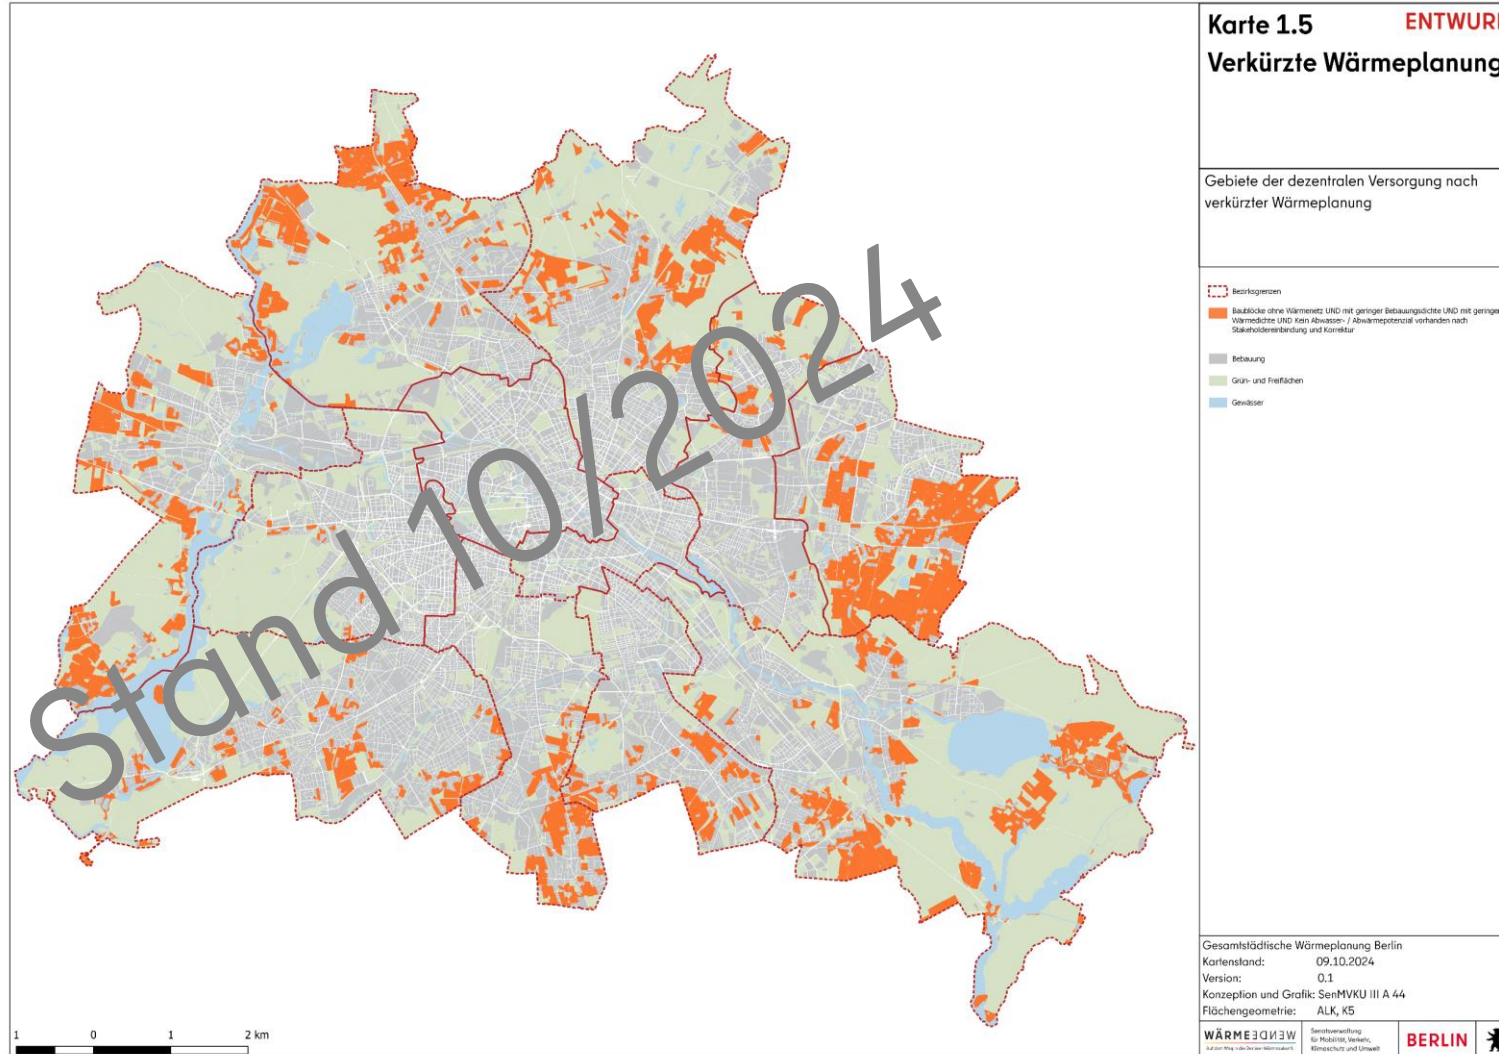 Karte 1.5
ENTWURF
Verkürzte Wärmeplanung
Gebiete der dezentralen Versorgung nach
verkürzter Wärmeplanung
Bezirksgrenzen
Baublöcke ohne Wärmenetz UND mit geringer Bebauungsdichte UND mit geringer
Wärmedichte UND Kein Abwasser- / Abwärmepotenzial vorhanden nach
Stakeholdereinbindung und Korrektur
Bebauung
Grün- und Freiflächen
Gewässer
Stand 10/2024
Gesamtstädtische Wärmeplanung Berlin
Kartenstand: 09.10.2024
Version: 0.1
Konzeption und Grafik: SenMVKU III A 44
Flächengeometrie: ALK, K5
WÄRMEWENDE
Senatsverwaltung
für Mobilität, Verkehr,
Klimaschutz und Umwelt
BERLIN
1 0 1 2 km